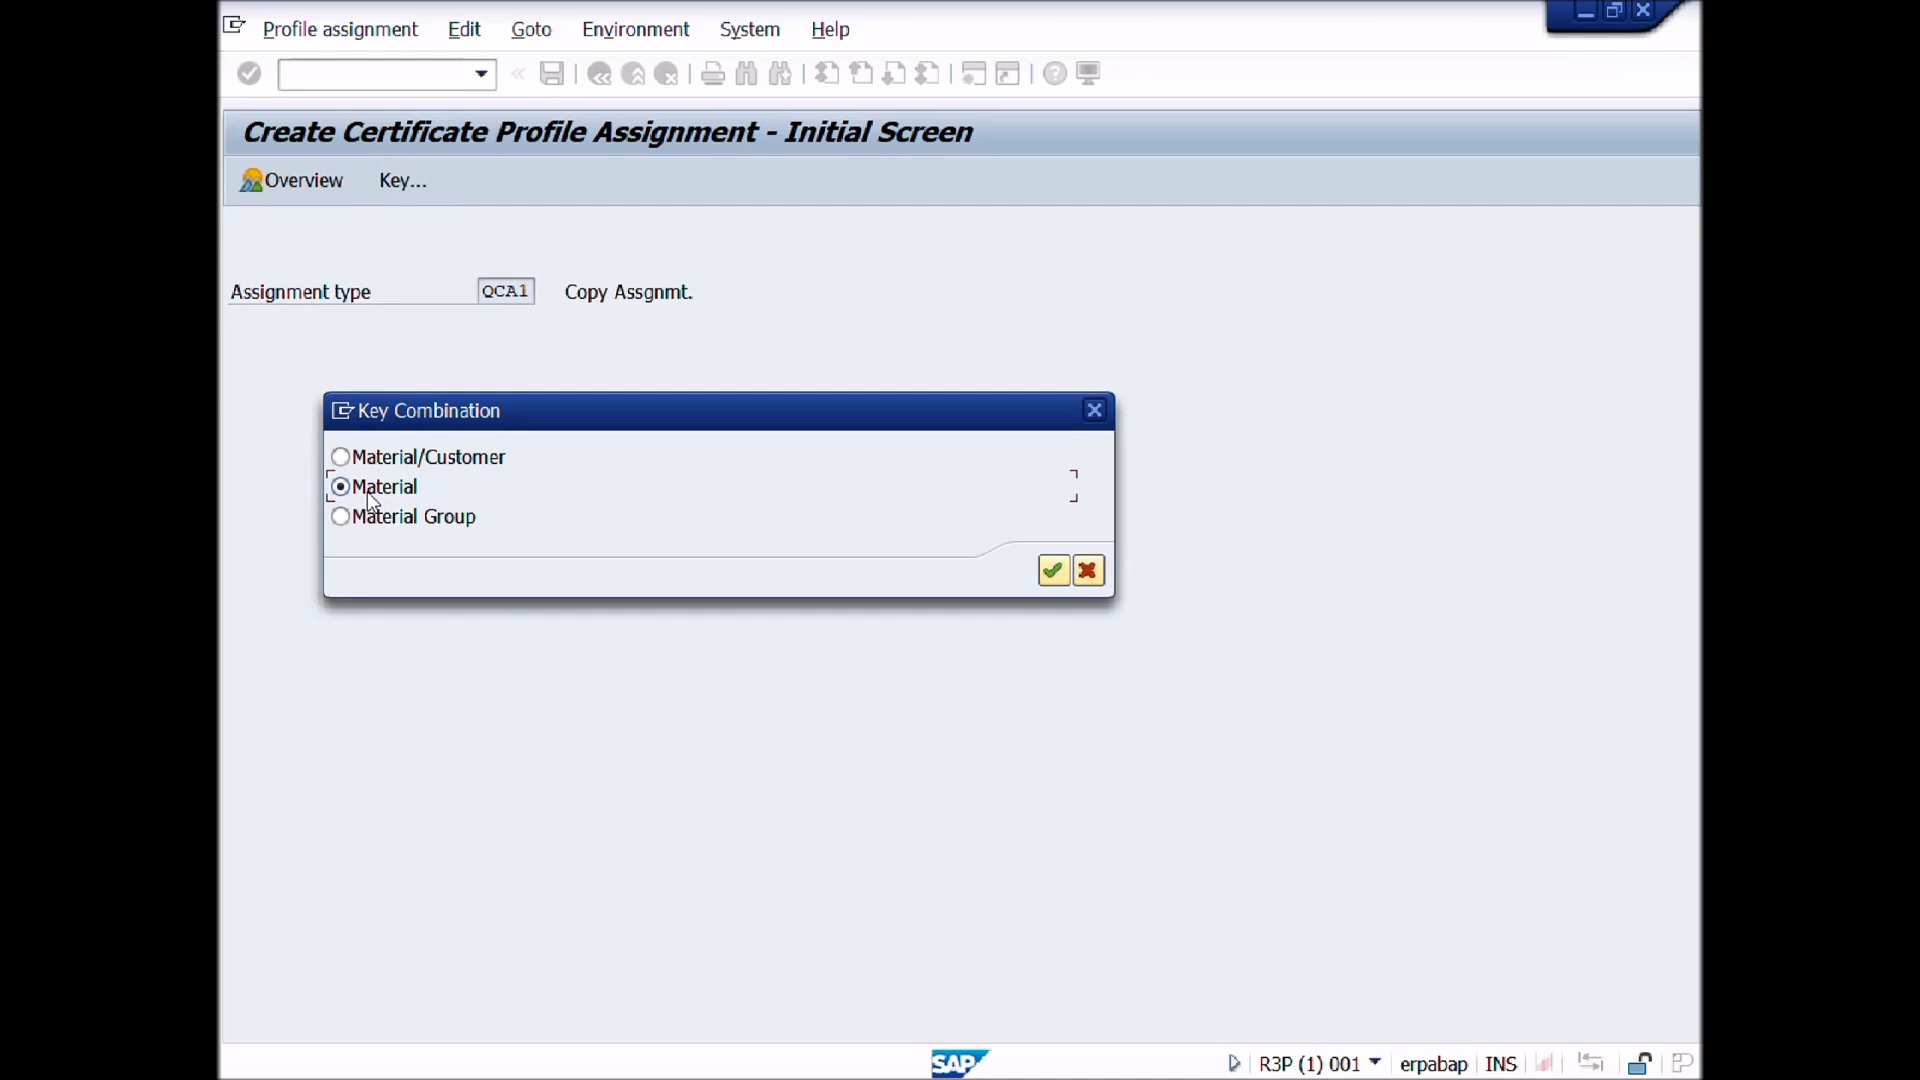 Profile assignment Edit Goto Environment System Help
Create Certificate Profile Assignment - Initial Screen
Overview Key...
Assignment type QCA1 Copy Assgnmt.
Key Combination
Material/Customer
Material
Material Group
SAP R3P (1) 001 erpabap INS